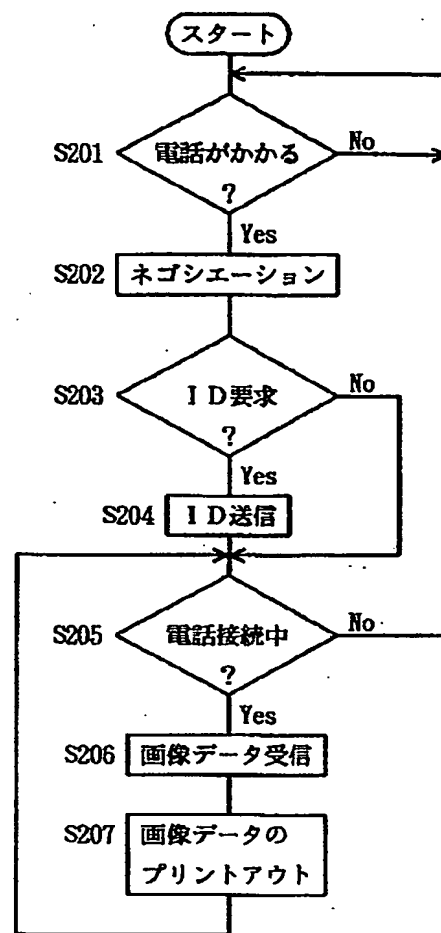 スタート
S201 電話がかかる No
?
Yes
S202 ネゴシエーション
S203 ID要求 No
?
Yes
S204 ID送信
S205 電話接続中 No
?
Yes
S206 画像データ受信
S207 画像データの
プリントアウト